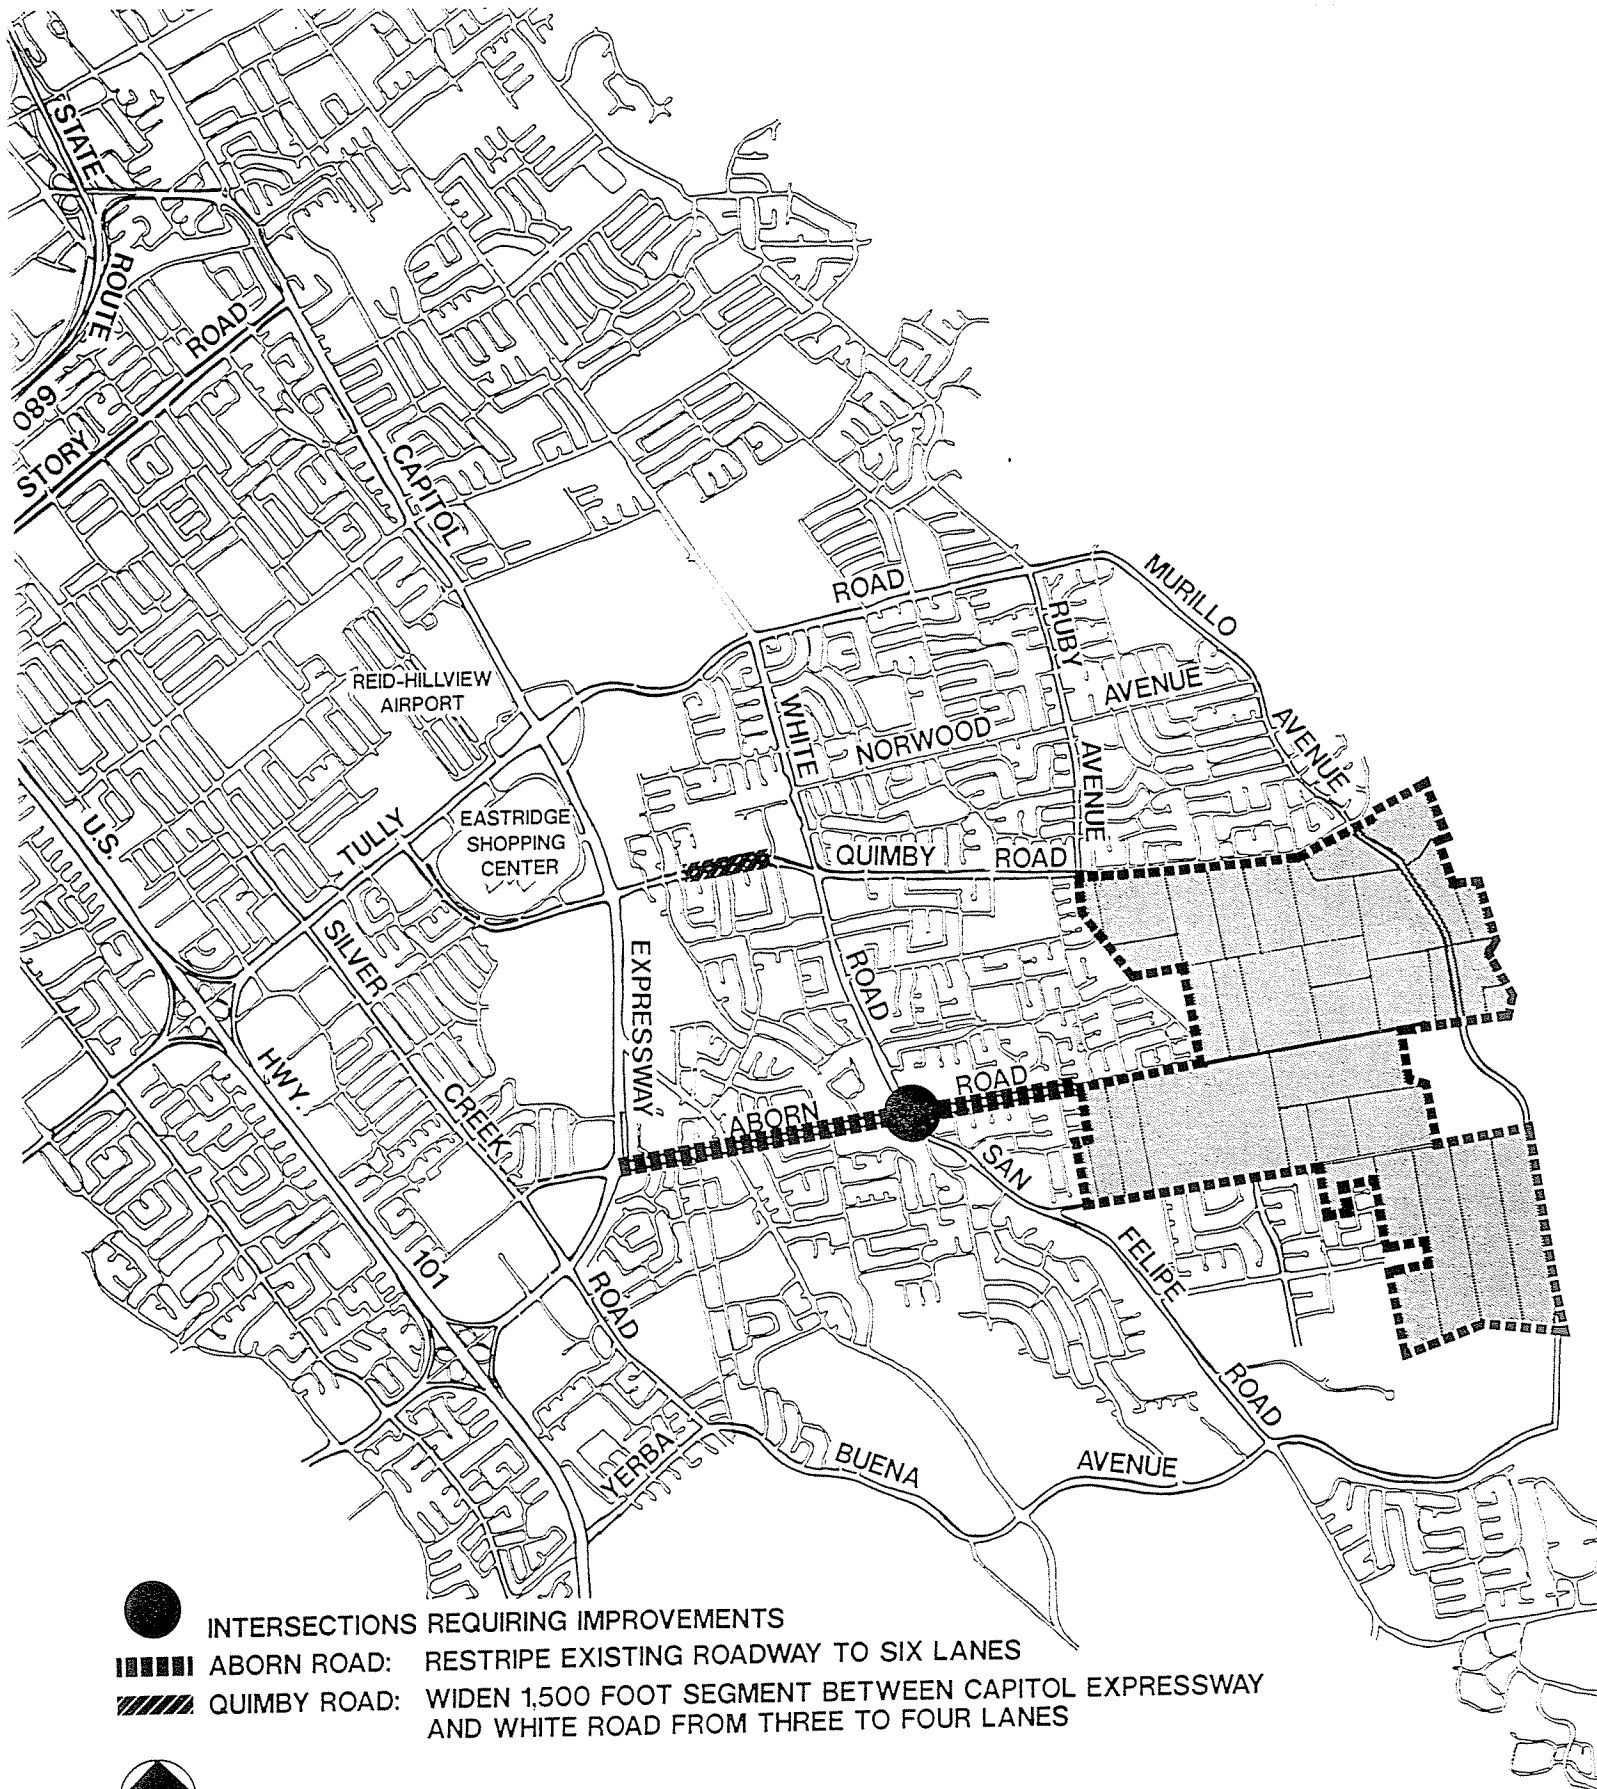 STATE
ROUTE
680
STORY
ROAD
CAPITOL
EXPRESSWAY
REID-HILLVIEW
AIRPORT
EASTRIDGE
SHOPPING
CENTER
TULLY
ROAD
MURILLO
AVENUE
RUBY
AVENUE
NORWOOD
AVENUE
WHITE
ROAD
QUIMBY
ROAD
U.S.
HWY.
101
SILVER
CREEK
ROAD
ABORN
ROAD
SAN
FELIPE
ROAD
YERBA
BUENA
AVENUE
INTERSECTIONS REQUIRING IMPROVEMENTS
ABORN ROAD: RESTRIPE EXISTING ROADWAY TO SIX LANES
QUIMBY ROAD: WIDEN 1,500 FOOT SEGMENT BETWEEN CAPITOL EXPRESSWAY
AND WHITE ROAD FROM THREE TO FOUR LANES